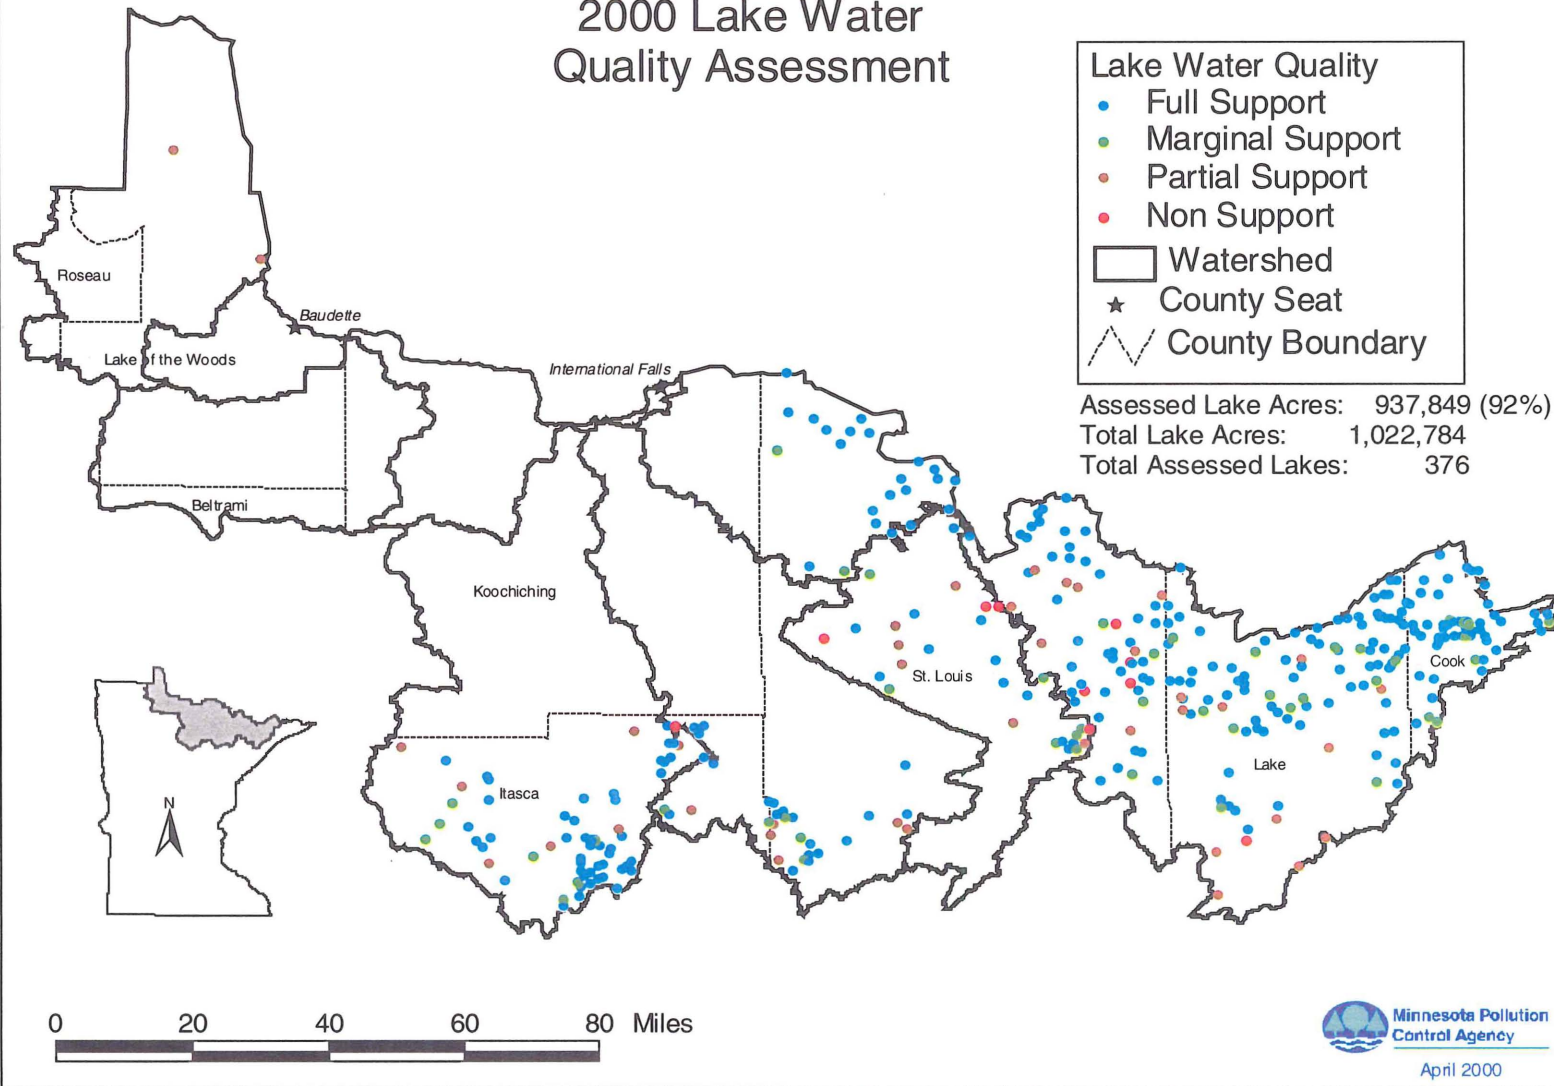 2000 Lake Water
Quality Assessment
Lake Water Quality
Full Support
Marginal Support
Partial Support
Non Support
Watershed
County Seat
County Boundary
Assessed Lake Acres: 937,849 (92%)
Total Lake Acres: 1,022,784
Total Assessed Lakes: 376
Roseau
Baudette
Lake of the Woods
International Falls
Beltrami
Koochiching
St. Louis
Cook
Lake
Itasca
N
0 20 40 60 80 Miles
Minnesota Pollution
Control Agency
April 2000